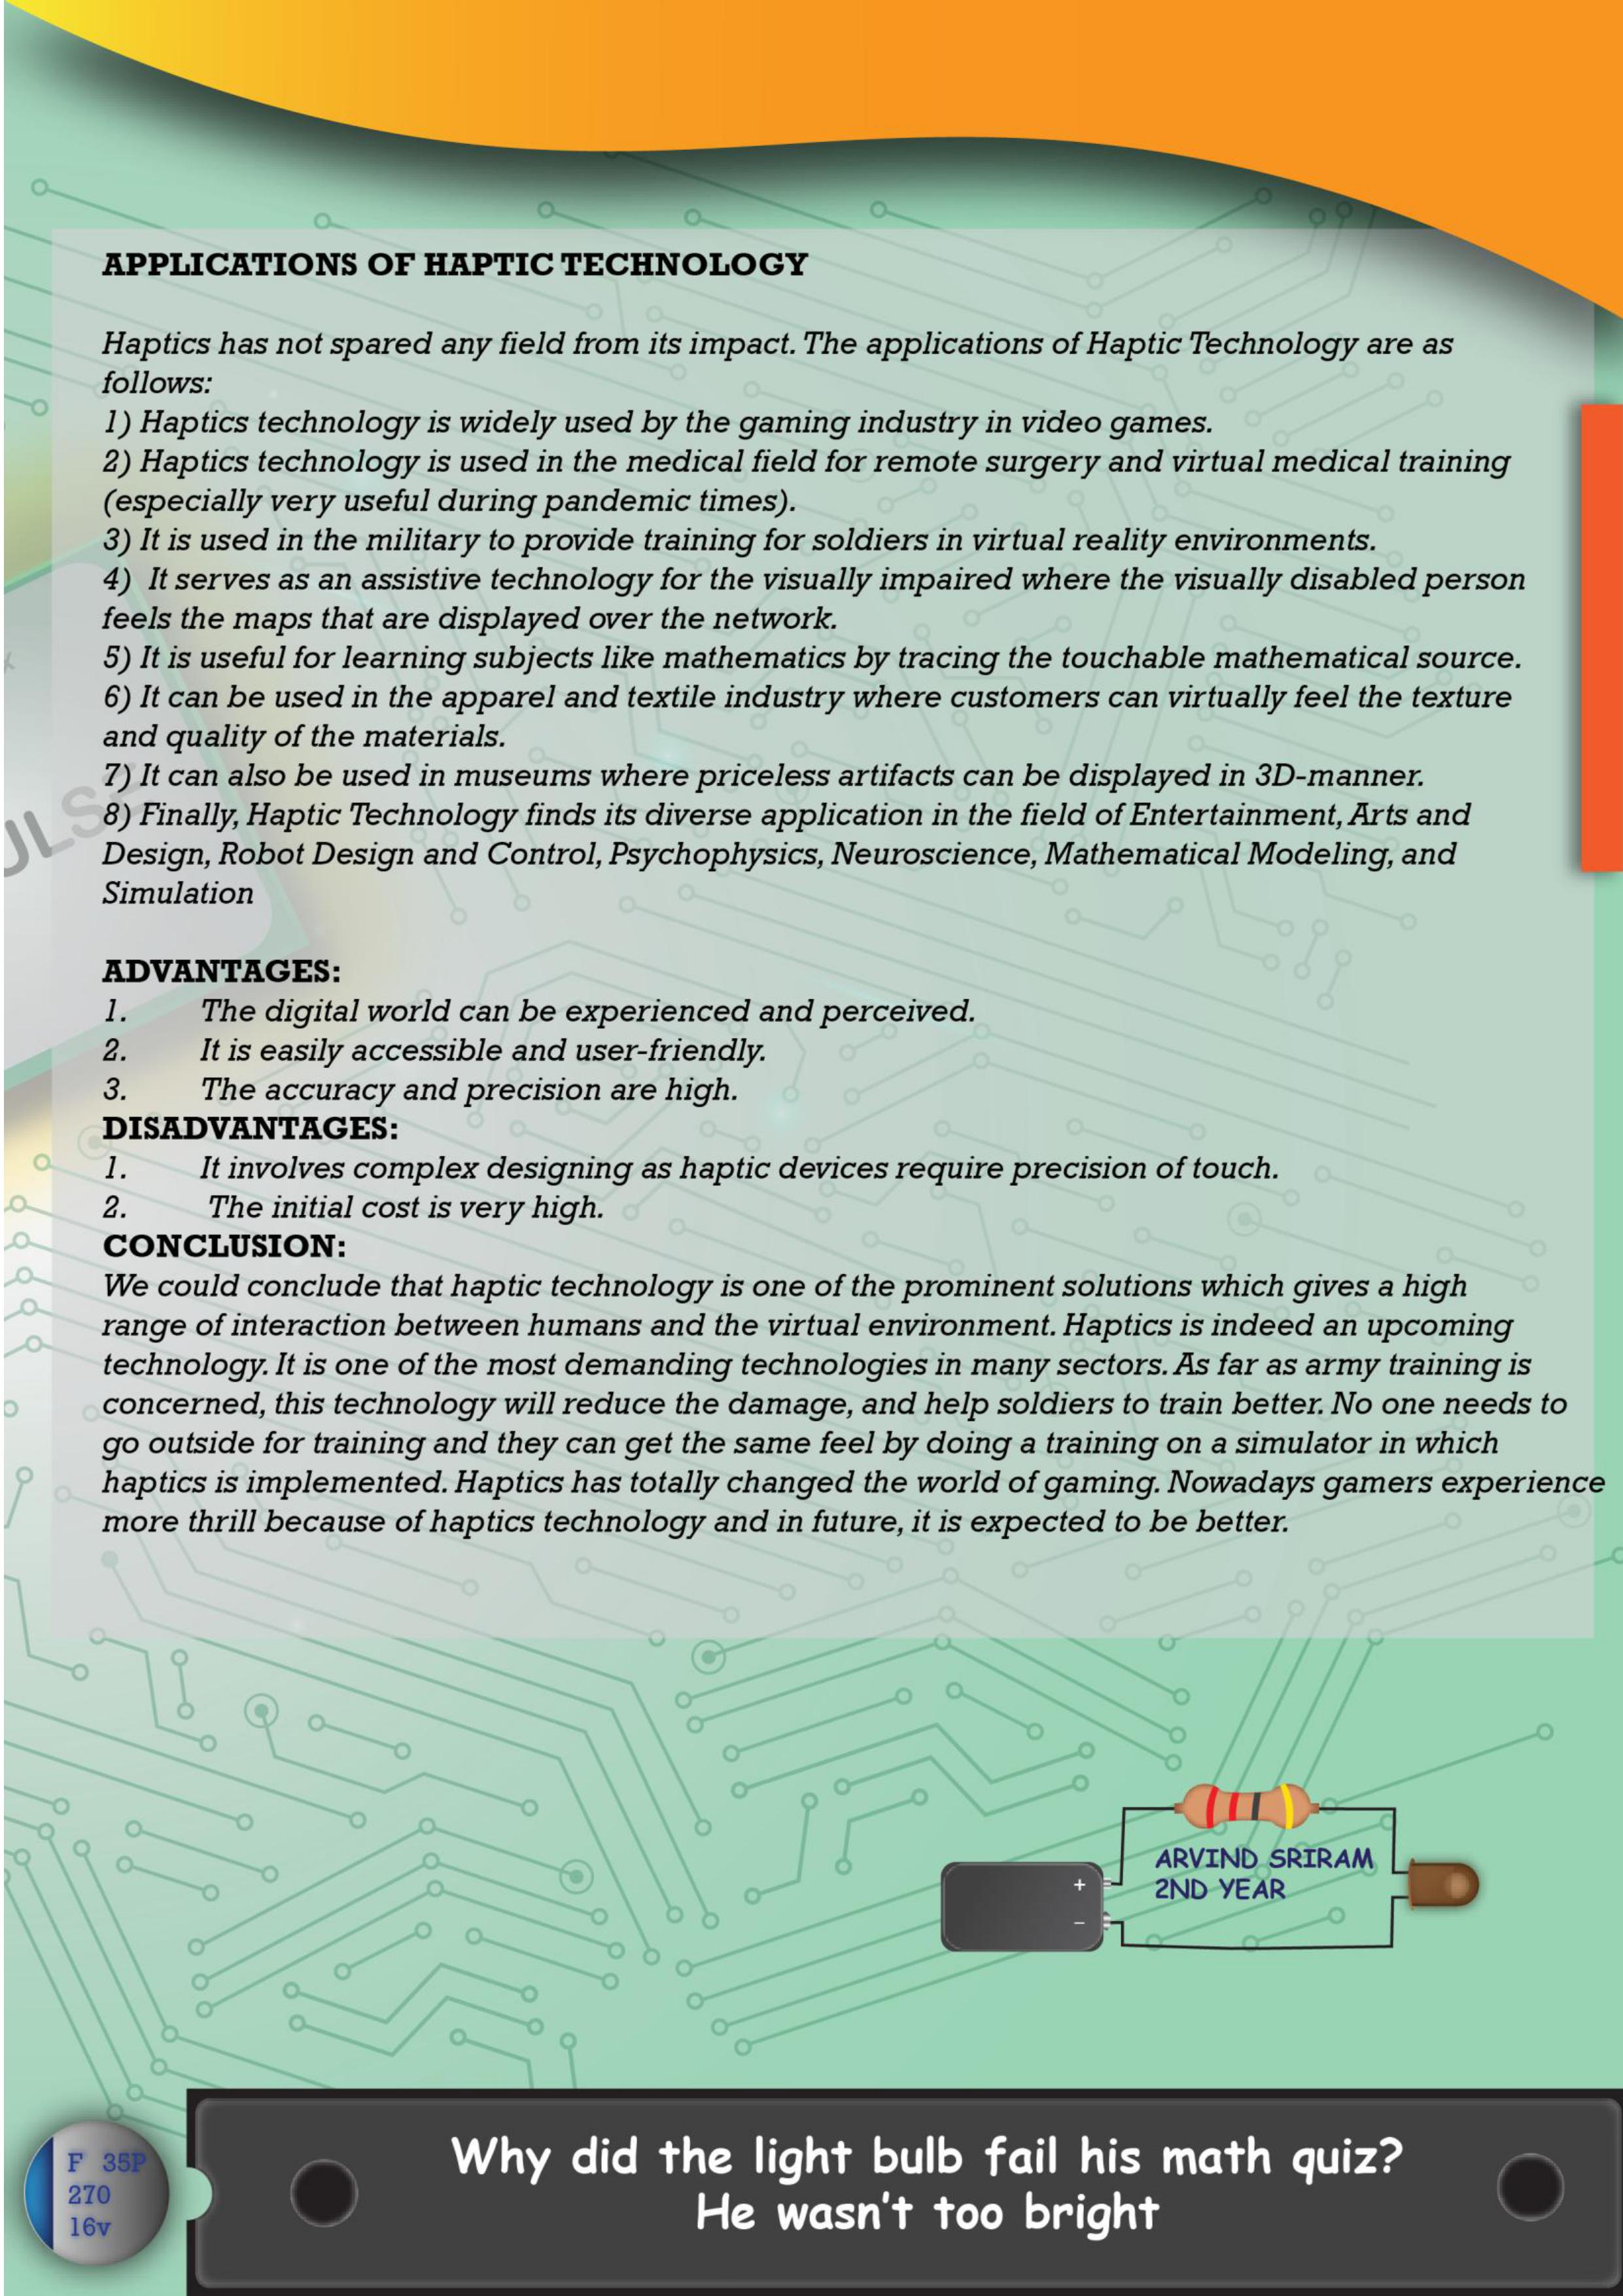 APPLICATIONS OF HAPTIC TECHNOLOGY
Haptics has not spared any field from its impact. The applications of Haptic Technology are as
follows:
1) Haptics technology is widely used by the gaming industry in video games.
2) Haptics technology is used in the medical field for remote surgery and virtual medical training
(especially very useful during pandemic times).
3) It is used in the military to provide training for soldiers in virtual reality environments.
4) It serves as an assistive technology for the visually impaired where the visually disabled person
feels the maps that are displayed over the network.
5) It is useful for learning subjects like mathematics by tracing the touchable mathematical source.
6) It can be used in the apparel and textile industry where customers can virtually feel the texture
and quality of the materials.
7) It can also be used in museums where priceless artifacts can be displayed in 3D-manner.
8) Finally, Haptic Technology finds its diverse application in the field of Entertainment, Arts and
Design, Robot Design and Control, Psychophysics, Neuroscience, Mathematical Modeling, and
Simulation
ADVANTAGES:
1. The digital world can be experienced and perceived.
2. It is easily accessible and user-friendly.
3. The accuracy and precision are high.
DISADVANTAGES:
1. It involves complex designing as haptic devices require precision of touch.
2. The initial cost is very high.
CONCLUSION:
We could conclude that haptic technology is one of the prominent solutions which gives a high
range of interaction between humans and the virtual environment. Haptics is indeed an upcoming
technology. It is one of the most demanding technologies in many sectors. As far as army training is
concerned, this technology will reduce the damage, and help soldiers to train better. No one needs to
go outside for training and they can get the same feel by doing a training on a simulator in which
haptics is implemented. Haptics has totally changed the world of gaming. Nowadays gamers experience
more thrill because of haptics technology and in future, it is expected to be better.
+
ARVIND SRIRAM
2ND YEAR
−
Why did the light bulb fail his math quiz?
He wasn't too bright
F 35P
270
16v